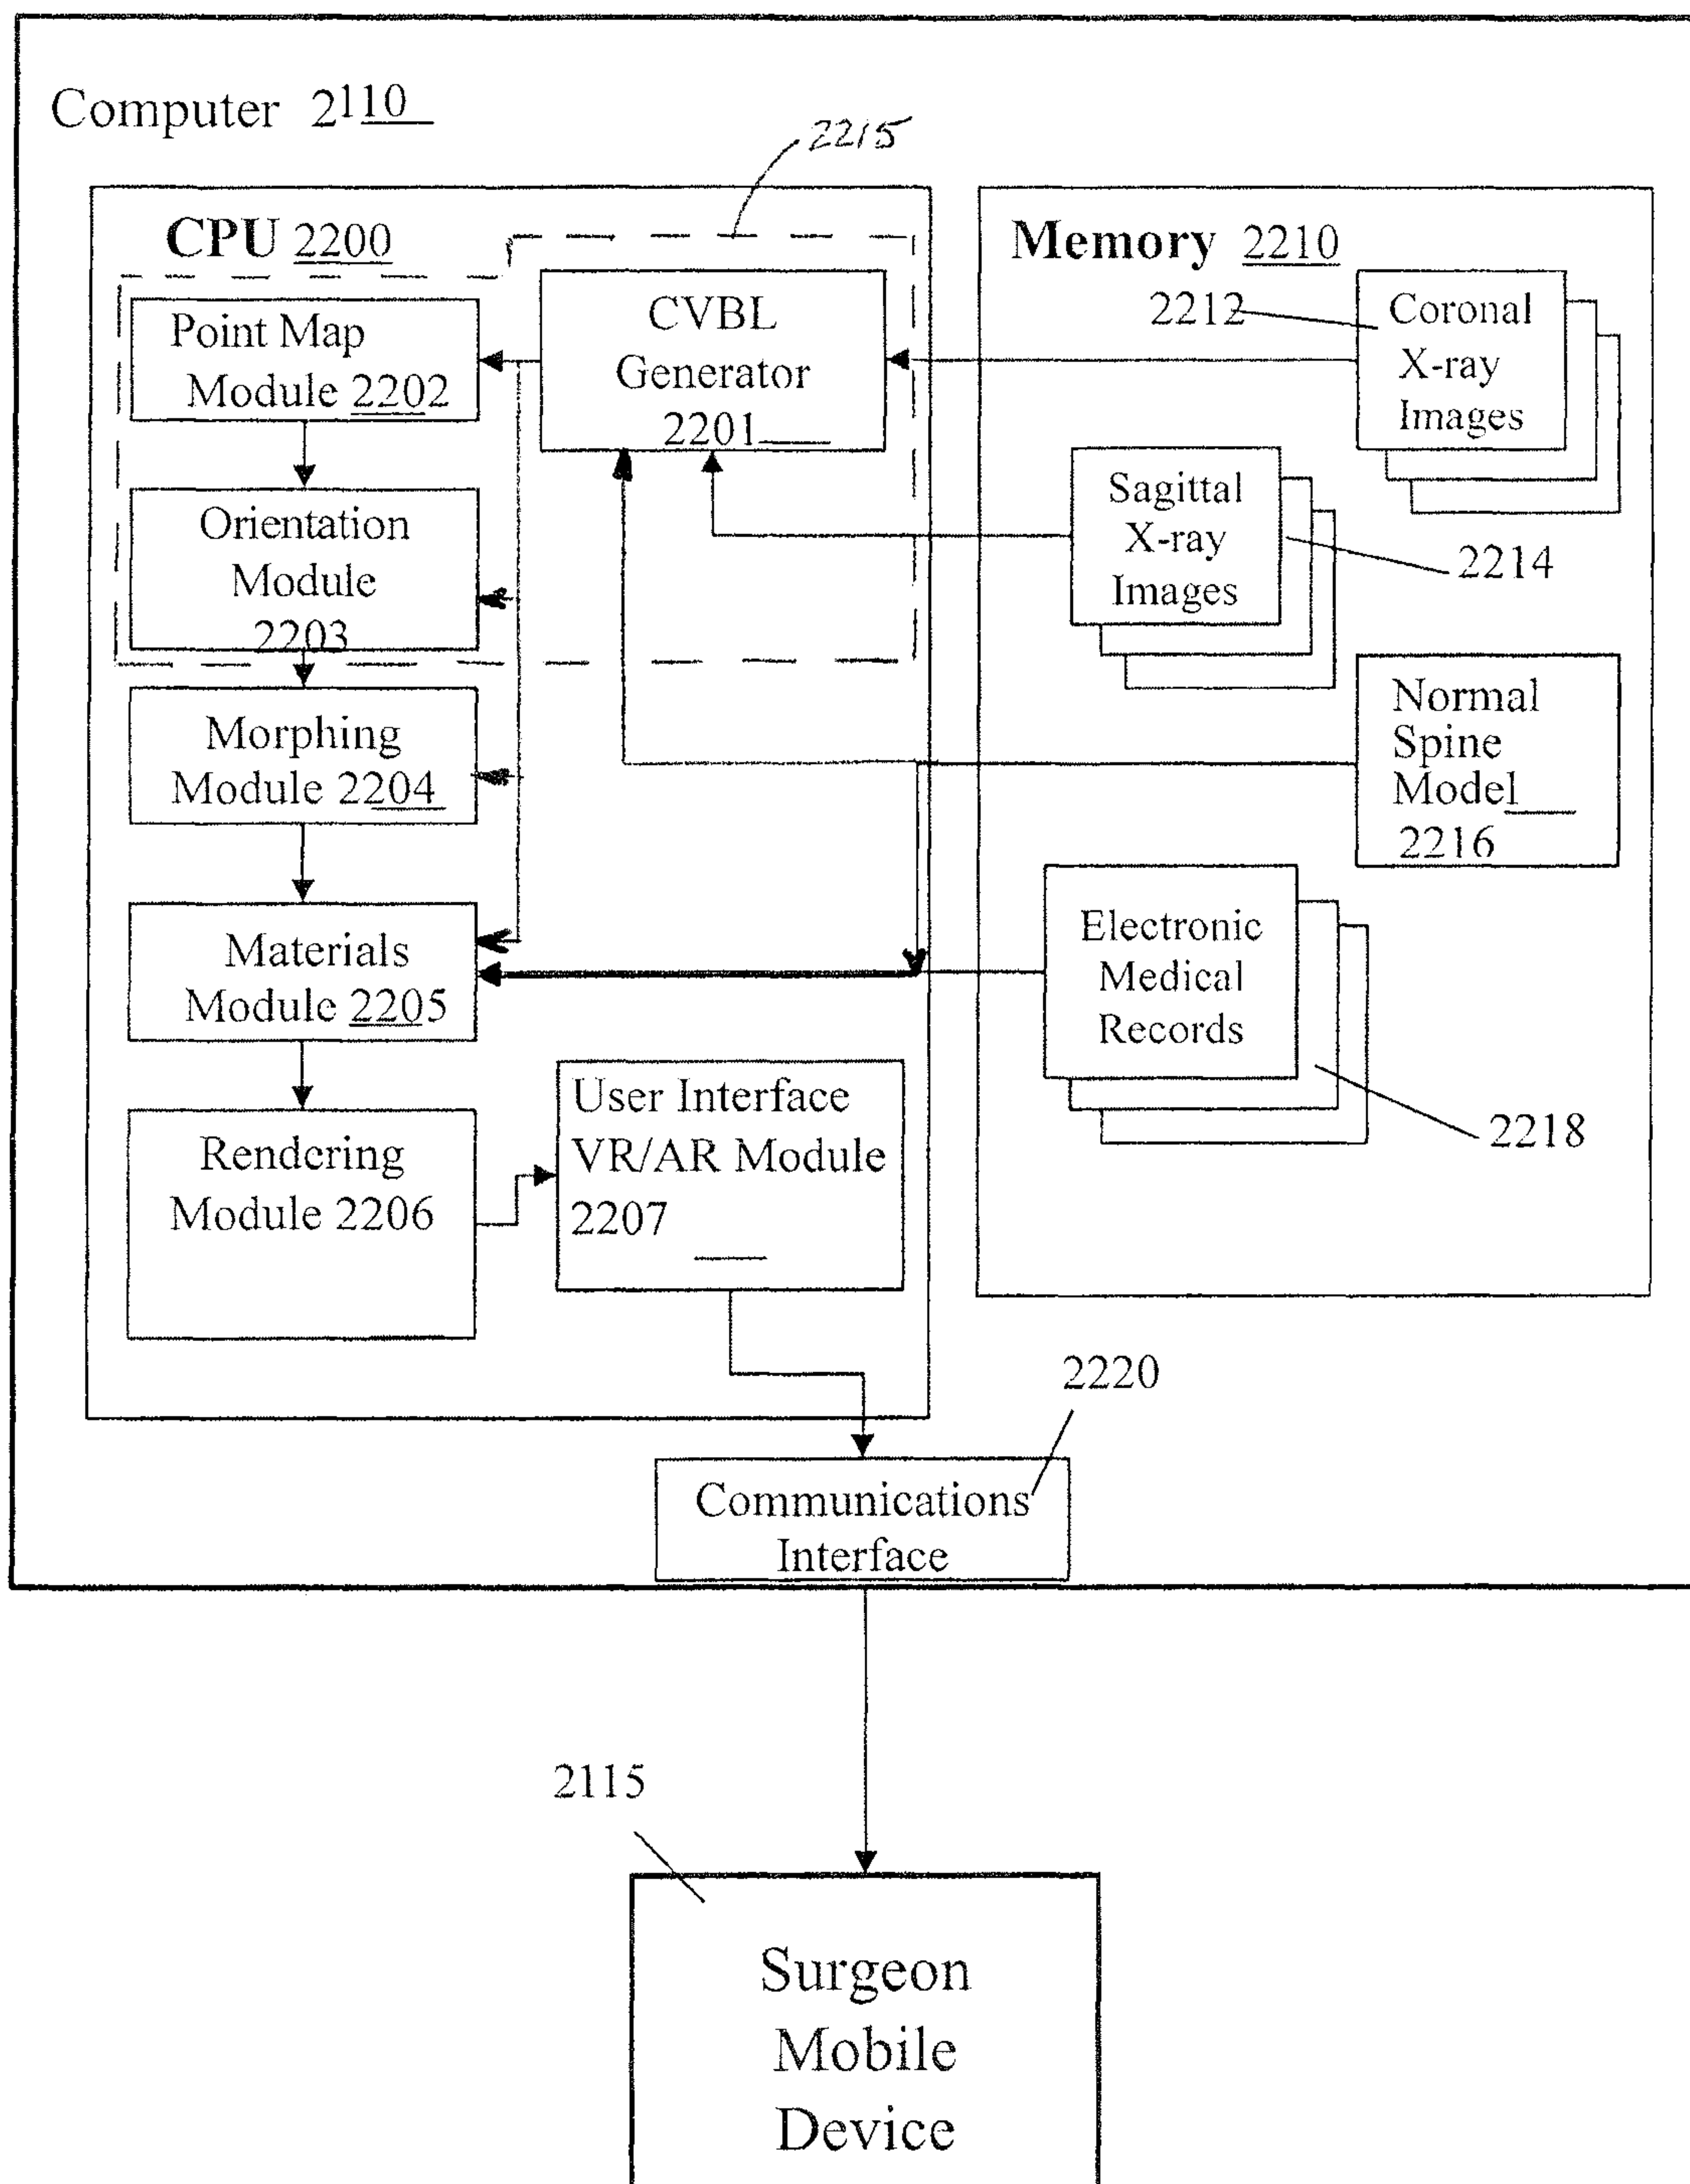 Computer 2110
2215
CPU 2200
Point Map
Module 2202
CVBL
Generator
2201
Orientation
Module
2203
Morphing
Module 2204
Materials
Module 2205
Rendering
Module 2206
User Interface
VR/AR Module
2207
Memory 2210
2212
Coronal
X-ray
Images
Sagittal
X-ray
Images
2214
Normal
Spine
Model
2216
Electronic
Medical
Records
2218
2220
Communications
Interface
2115
Surgeon
Mobile
Device